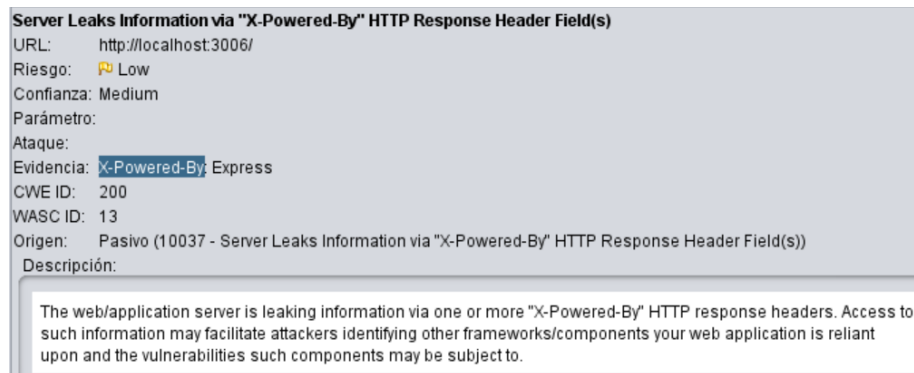 Server Leaks Information via "X-Powered-By" HTTP Response Header Field(s)
URL: http://localhost:3006/
Riesgo: Low
Confianza: Medium
Parámetro:
Ataque:
Evidencia: X-Powered-By: Express
CWE ID: 200
WASC ID: 13
Origen: Pasivo (10037 - Server Leaks Information via "X-Powered-By" HTTP Response Header Field(s))
Descripción:
The web/application server is leaking information via one or more "X-Powered-By" HTTP response headers. Access to
such information may facilitate attackers identifying other frameworks/components your web application is reliant
upon and the vulnerabilities such components may be subject to.